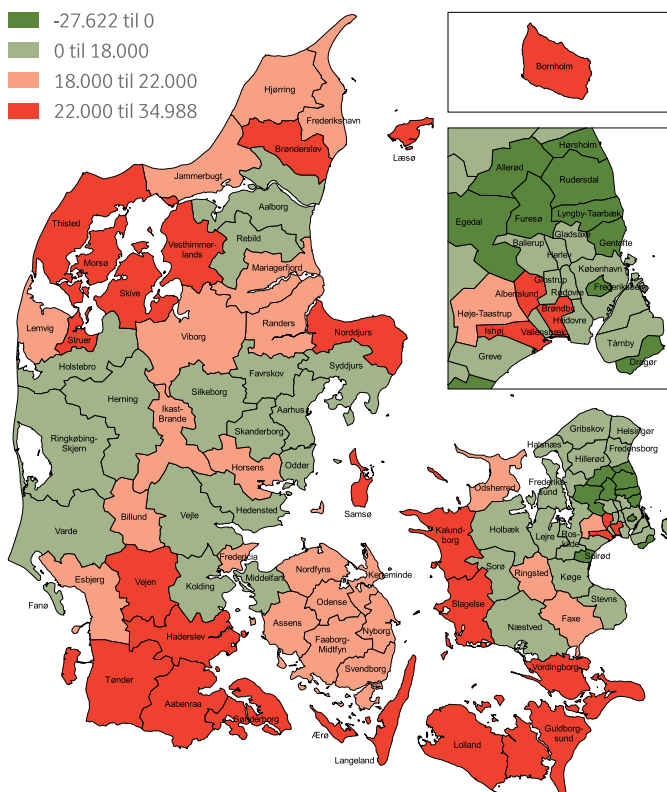 -27.622 til 0
0 til 18.000
18.000 til 22.000
22.000 til 34.988
Bornholm
Hjørring
Frederikshavn
Brønderslev
Læsø
Jammerbugt
Thisted
Aalborg
Vesthimmer-
lands
Rebild
Morsø
Mariagerfjord
Skive
Lemvig
Randers
Norddjurs
Struer
Viborg
Holstebro
Favrskov
Syddjurs
Herning
Silkeborg
Ikast-
Brande
Aarhus
Skanderborg
Ringkøbing-
Skjern
Horsens
Odder
Samsø
Hedensted
Billund
Vejle
Varde
Fredericia
Esbjerg
Vejen
Kolding
Middelfart
Nordfyns
Kerteminde
Fanø
Odense
Assens
Nyborg
Faaborg-
Midtfyn
Haderslev
Svendborg
Tønder
Aabenraa
Sønderborg
Ærø
Langeland
Hørsholm
Allerød
Rudersdal
Egedal
Furesø
Lyngby-Taarbæk
Gladsaxe
Ballerup
Gentofte
Herlev
København
Glostrup
Albertslund
Rødovre
Frederiksberg
Høje-Taastrup
Brøndby
Hvidovre
Ishøj
Vallensbæk
Tårnby
Greve
Dragør
Gribskov
Helsingør
Halsnæs
Fredensborg
Hillerød
Odsherred
Frederiks-
sund
Kalund-
borg
Holbæk
Lejre
Ros-
kilde
Solrød
Sorø
Ringsted
Køge
Slagelse
Stevns
Faxe
Næstved
Vordingborg
Lolland
Guldborg-
sund